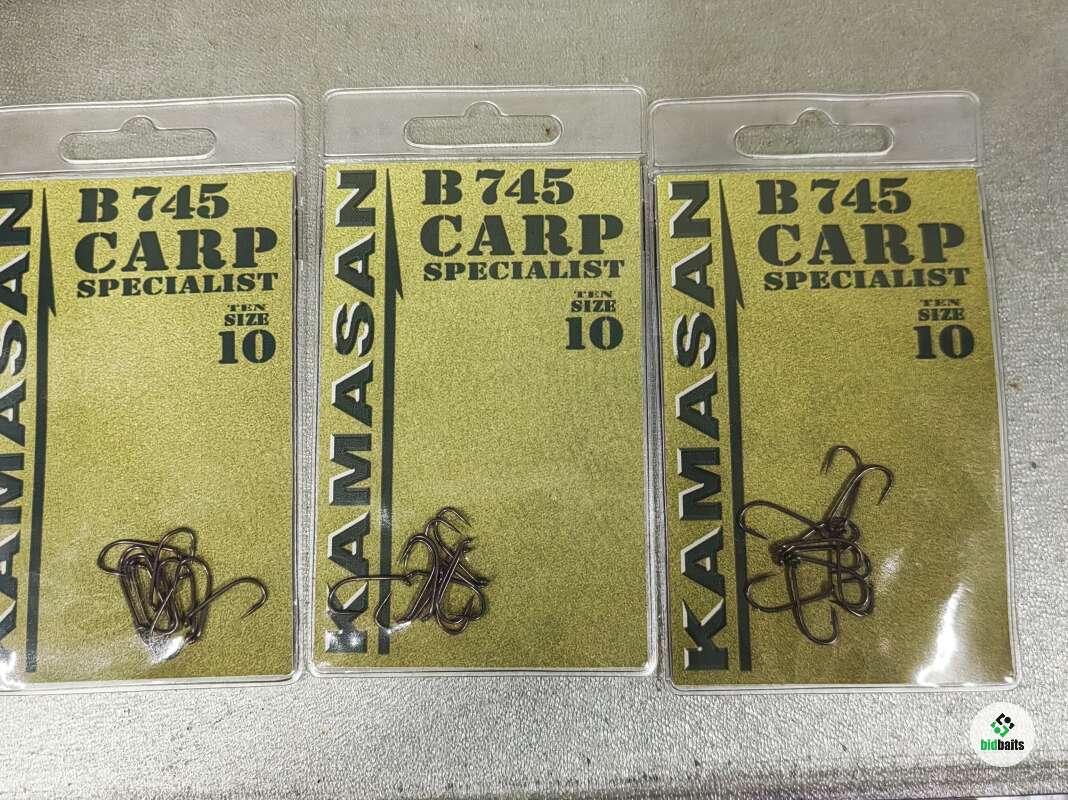 KAMASAN
B 745
CARP
SPECIALIST
TEN
SIZE
10
KAMASAN
B 745
CARP
SPECIALIST
TEN
SIZE
10
KAMASAN
B 745
CARP
SPECIALIST
TEN
SIZE
10
bidbaits